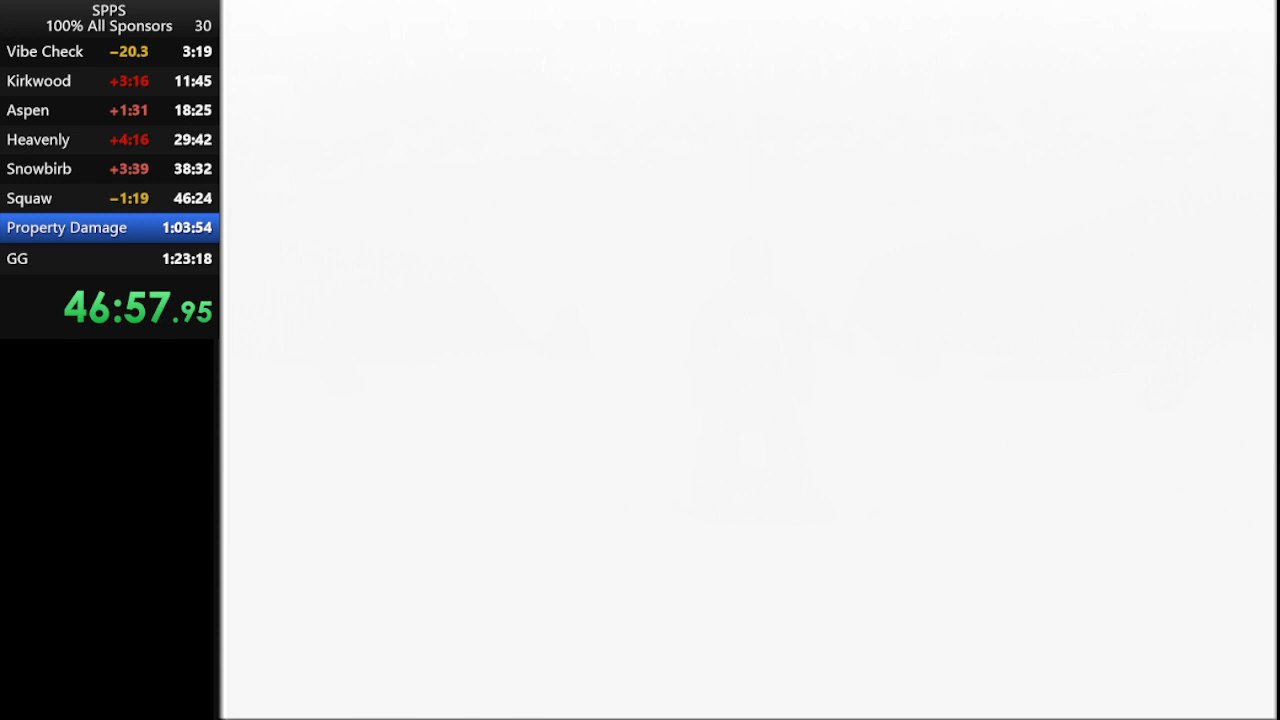 SPPS
100% All Sponsors 30
Vibe Check −20.3 3:19
Kirkwood +3:16 11:45
Aspen +1:31 18:25
Heavenly +4:16 29:42
Snowbirb +3:39 38:32
Squaw −1:19 46:24
Property Damage 1:03:54
GG 1:23:18
46:57.95